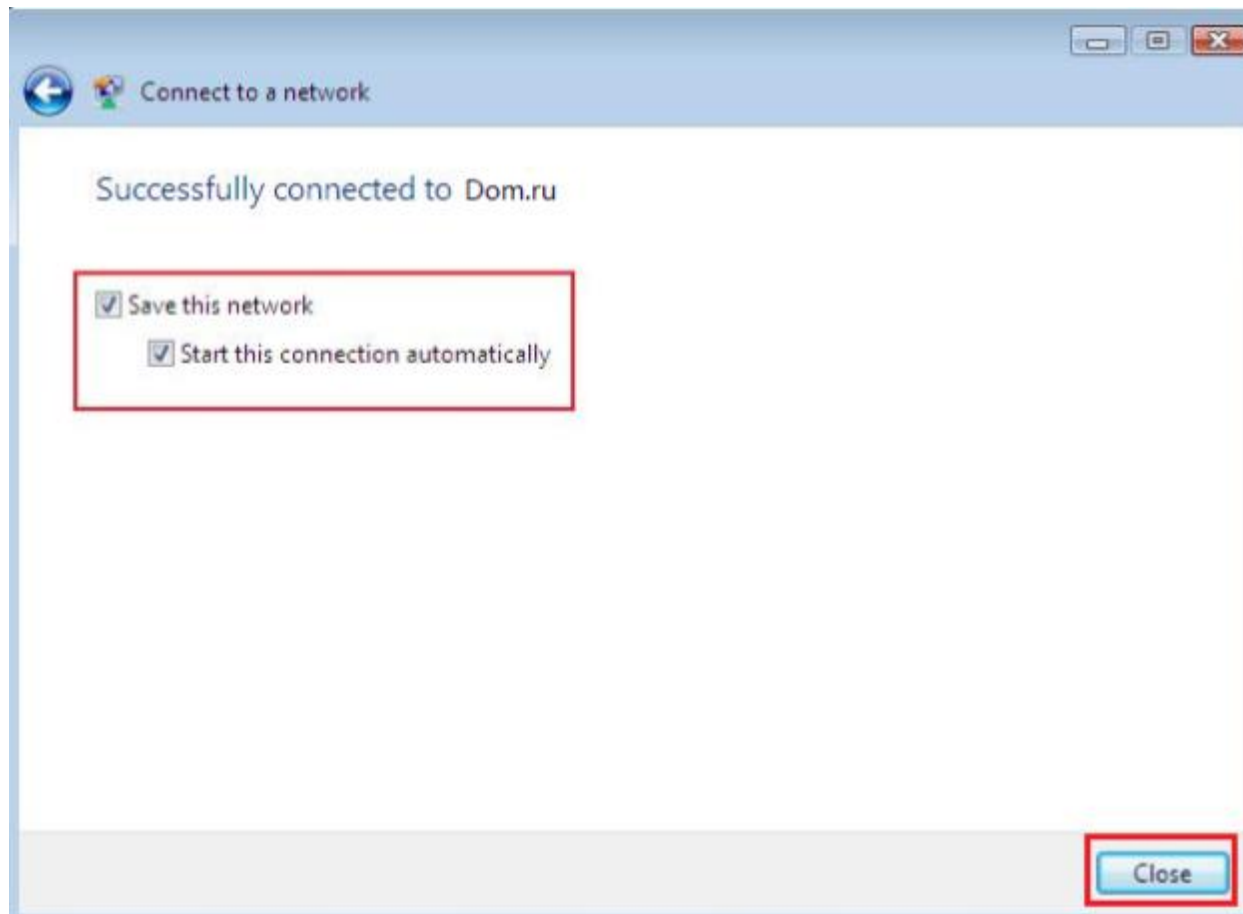 Connect to a network
Successfully connected to Dom.ru
Save this network
Start this connection automatically
Close